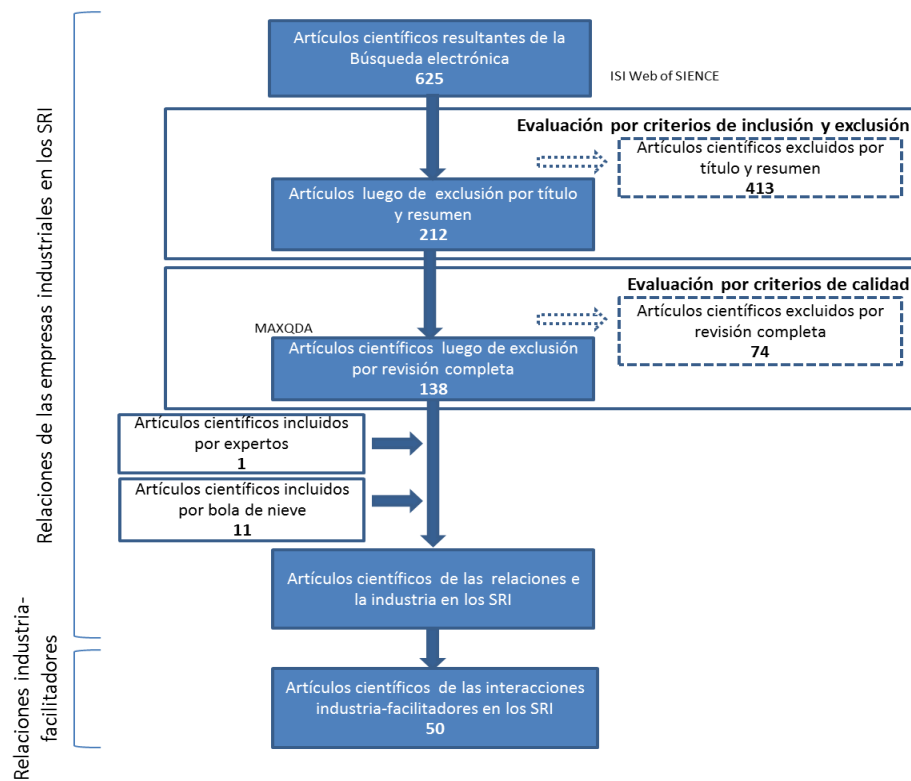 Artículos científicos resultantes de la
Búsqueda electrónica
625
ISI Web of SIENCE
Evaluación por criterios de inclusión y exclusión
Artículos científicos excluidos por
título y resumen
413
Artículos luego de exclusión por título
y resumen
212
Evaluación por criterios de calidad
Artículos científicos excluidos por
revisión completa
74
MAXQDA
Artículos científicos luego de exclusión
por revisión completa
138
Artículos científicos incluidos
por expertos
1
Artículos científicos incluidos
por bola de nieve
11
Artículos científicos de las relaciones e
la industria en los SRI
Artículos científicos de las interacciones
industria-facilitadores en los SRI
50
Relaciones de las empresas industriales en los SRI
Relaciones industria-
facilitadores